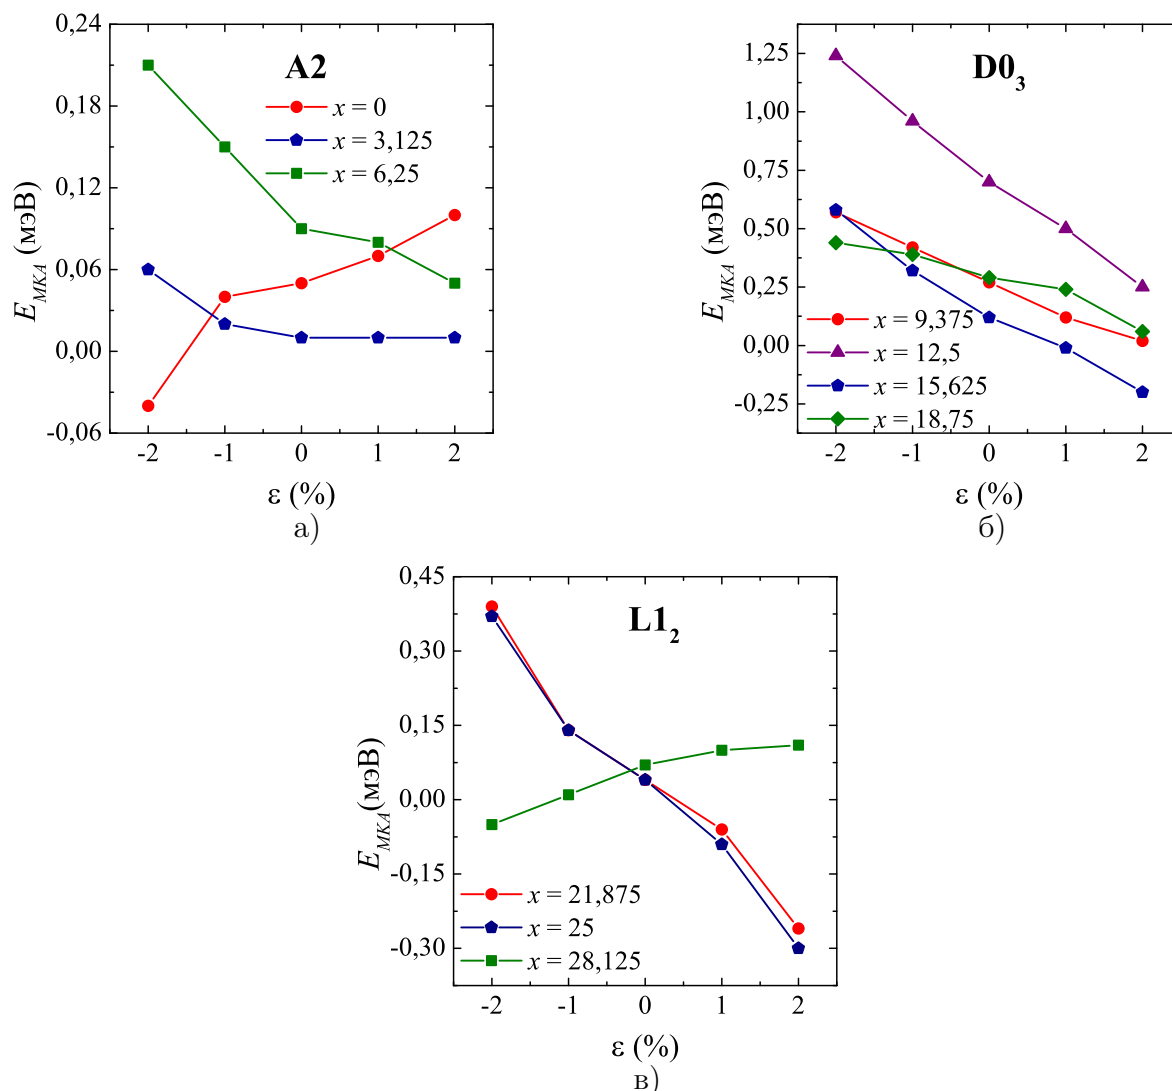 A2
x = 0
x = 3,125
x = 6,25
0,24
0,18
0,12
0,06
0,00
-0,06
E_MKA (мэВ)
-2 -1 0 1 2
ε (%)
а)
D0₃
x = 9,375
x = 12,5
x = 15,625
x = 18,75
1,25
1,00
0,75
0,50
0,25
0,00
-0,25
E_MKA (мэВ)
-2 -1 0 1 2
ε (%)
б)
L1₂
x = 21,875
x = 25
x = 28,125
0,45
0,30
0,15
0,00
-0,15
-0,30
E_MKA(мэВ)
-2 -1 0 1 2
ε (%)
в)